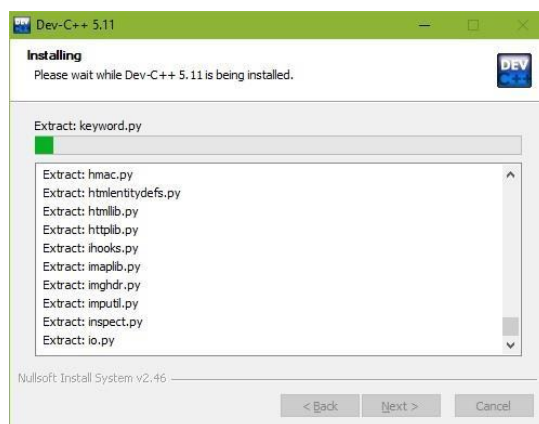 Dev-C++ 5.11
Installing
Please wait while Dev-C++ 5.11 is being installed.
DEV
C++
Extract: keyword.py
Extract: hmac.py
Extract: htmlentitydefs.py
Extract: htmllib.py
Extract: httplib.py
Extract: ihooks.py
Extract: imaplib.py
Extract: imghdr.py
Extract: imputil.py
Extract: inspect.py
Extract: io.py
Nullsoft Install System v2.46
< Back Next > Cancel